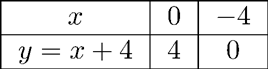 x 0 −4
y = x + 4 4 0